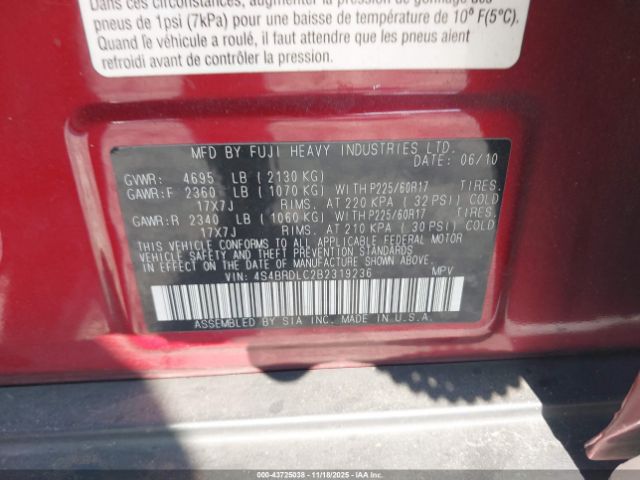 Dans ces circonstances, augmenter la pression de gonflage des
pneus de 1psi (7kPa) pour une baisse de température de 10° F(5°C).
Quand le véhicule a roulé, il faut attendre que les pneus aient
refroidi avant de contrôler la pression.
MFD BY FUJI HEAVY INDUSTRIES LTD.
DATE: 06/10
GVWR: 4695 LB (2130 KG)
GAWR:F 2360 LB (1070 KG) WITH P225/60R17 TIRES.
17X7J RIMS. AT 220 KPA (32 PSI) COLD
GAWR:R 2340 LB (1060 KG) WITH P225/60R17 TIRES.
17X7J RIMS. AT 210 KPA (30 PSI) COLD
THIS VEHICLE CONFORMS TO ALL APPLICABLE FEDERAL MOTOR
VEHICLE SAFETY AND THEFT PREVENTION STANDARDS IN
EFFECT ON THE DATE OF MANUFACTURE SHOWN ABOVE.
VIN: 4S4BRDLC2B2319236 MPV
ASSEMBLED BY SIA INC. MADE IN U.S.A.
000-43725038 - 11/18/2025 - IAAI.COM